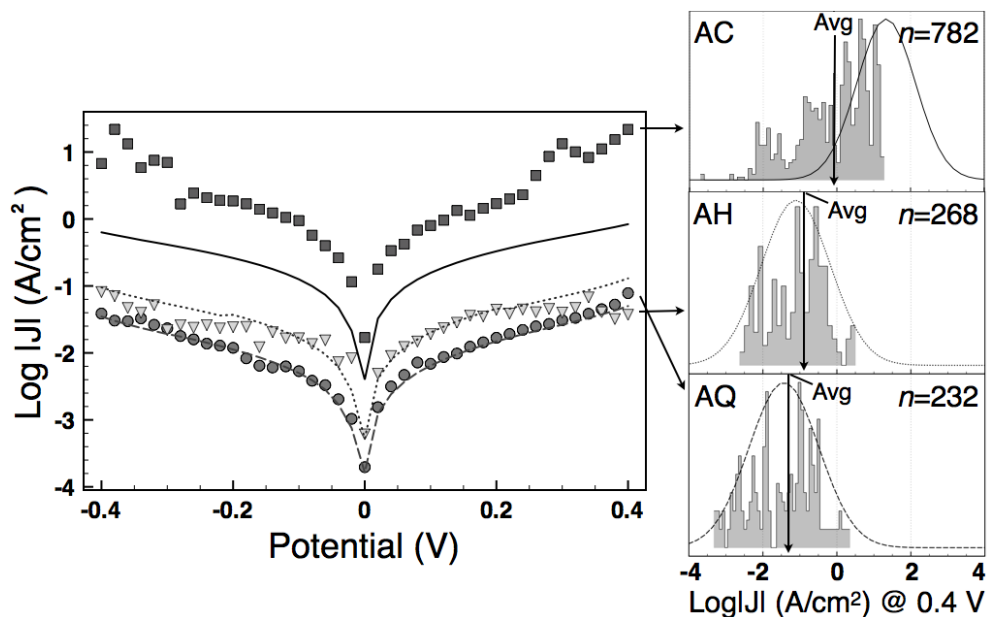 Log |J| (A/cm²)
1
0
-1
-2
-3
-4
-0.4
-0.2
0
0.2
0.4
Potential (V)
AC
Avg
n=782
AH
Avg
n=268
AQ
Avg
n=232
-4
-2
0
2
4
Log|J| (A/cm²) @ 0.4 V